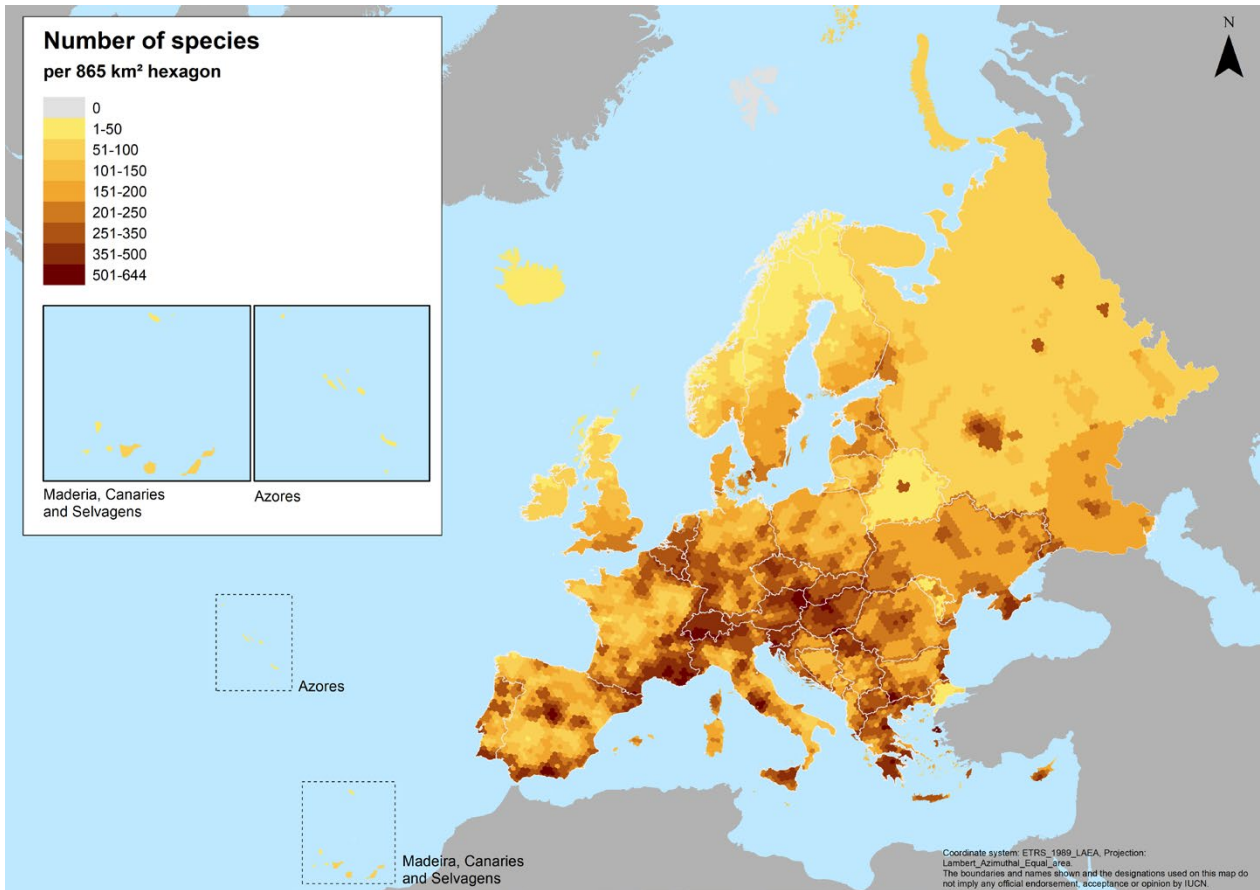 Number of species
per 865 km² hexagon
0
1-50
51-100
101-150
151-200
201-250
251-350
351-500
501-644
Maderia, Canaries
and Selvagens
Azores
N
Azores
Madeira, Canaries
and Selvagens
Coordinate system: ETRS_1989_LAEA, Projection:
Lambert_Azimuthal_Equal_area.
The boundaries and names shown and the designations used on this map do
not imply any official endorsement, acceptance or opinion by IUCN.